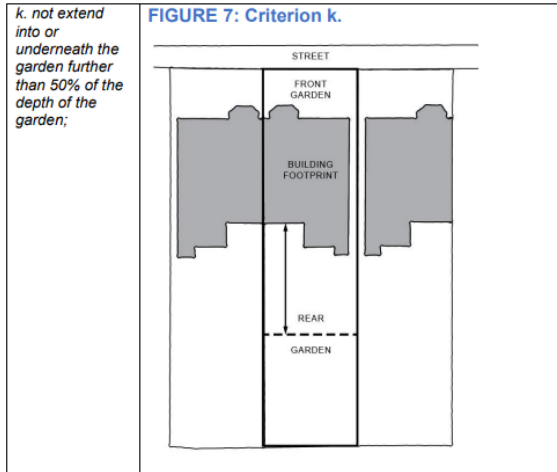 k. not extend
into or
underneath the
garden further
than 50% of the
depth of the
garden;
FIGURE 7: Criterion k.
STREET
FRONT
GARDEN
BUILDING
FOOTPRINT
REAR
GARDEN